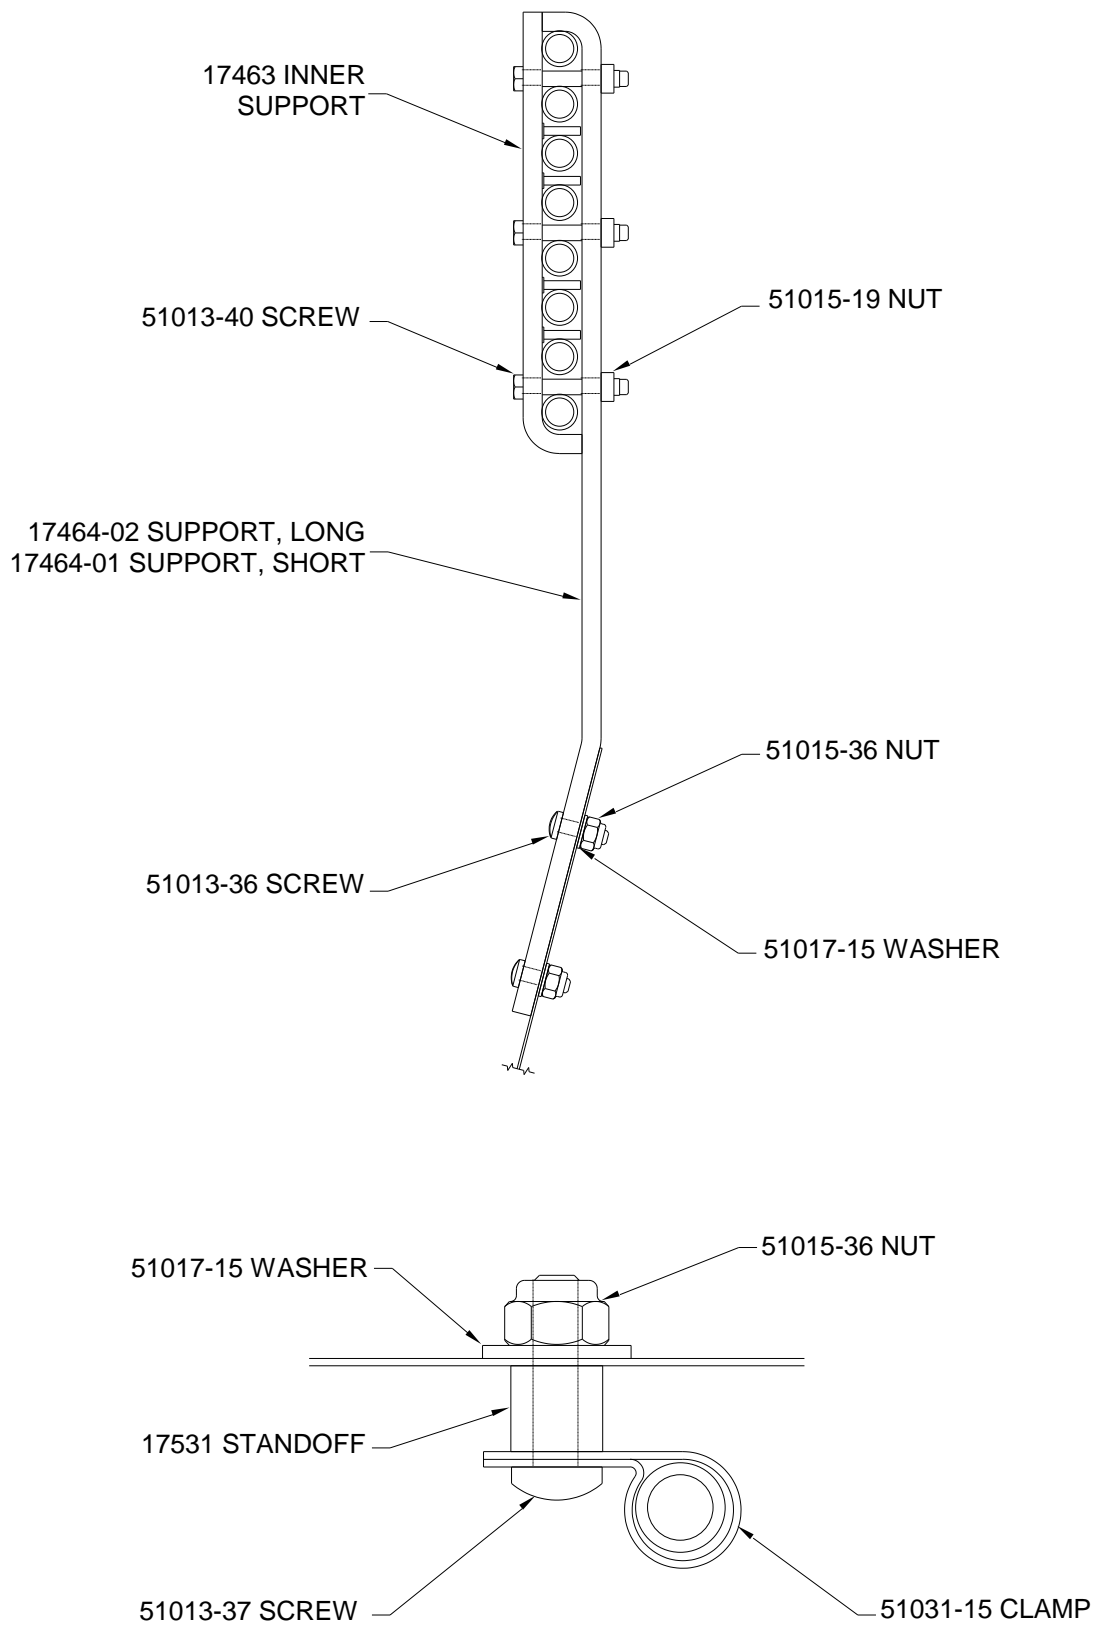 17463 INNER
SUPPORT
51015-19 NUT
51013-40 SCREW
17464-02 SUPPORT, LONG
17464-01 SUPPORT, SHORT
51015-36 NUT
51013-36 SCREW
51017-15 WASHER
51015-36 NUT
51017-15 WASHER
17531 STANDOFF
51013-37 SCREW
51031-15 CLAMP